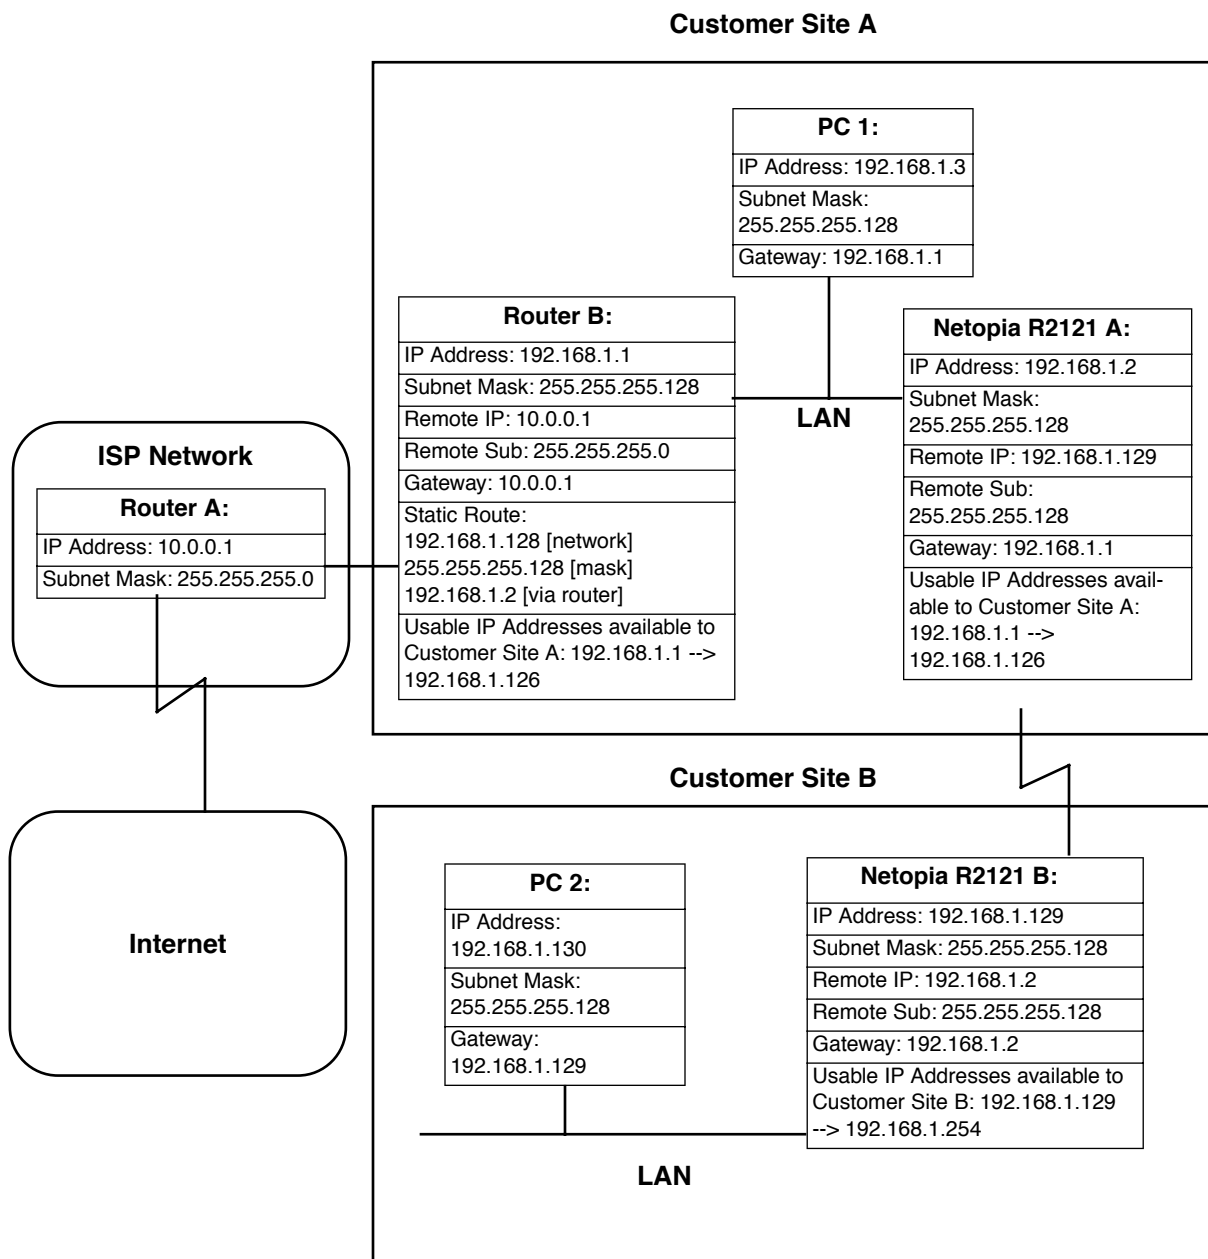 Customer Site A
PC 1:
IP Address: 192.168.1.3
Subnet Mask:
255.255.255.128
Gateway: 192.168.1.1
Router B:
IP Address: 192.168.1.1
Subnet Mask: 255.255.255.128
Remote IP: 10.0.0.1
Remote Sub: 255.255.255.0
Gateway: 10.0.0.1
Static Route:
192.168.1.128 [network]
255.255.255.128 [mask]
192.168.1.2 [via router]
Usable IP Addresses available to
Customer Site A: 192.168.1.1 -->
192.168.1.126
LAN
Netopia R2121 A:
IP Address: 192.168.1.2
Subnet Mask:
255.255.255.128
Remote IP: 192.168.1.129
Remote Sub:
255.255.255.128
Gateway: 192.168.1.1
Usable IP Addresses avail-
able to Customer Site A:
192.168.1.1 -->
192.168.1.126
ISP Network
Router A:
IP Address: 10.0.0.1
Subnet Mask: 255.255.255.0
Internet
Customer Site B
PC 2:
IP Address:
192.168.1.130
Subnet Mask:
255.255.255.128
Gateway:
192.168.1.129
Netopia R2121 B:
IP Address: 192.168.1.129
Subnet Mask: 255.255.255.128
Remote IP: 192.168.1.2
Remote Sub: 255.255.255.128
Gateway: 192.168.1.2
Usable IP Addresses available to
Customer Site B: 192.168.1.129
--> 192.168.1.254
LAN